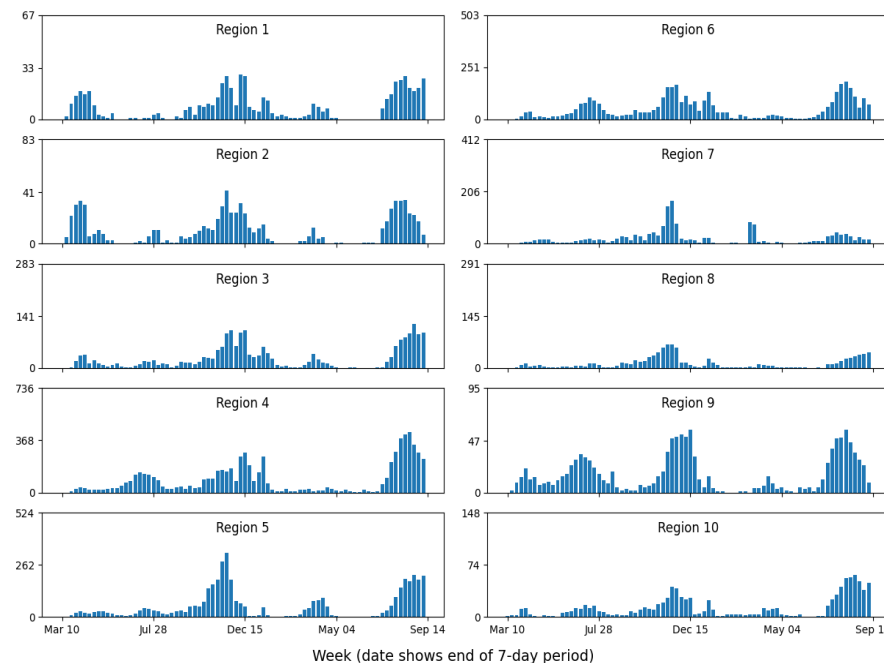 67
33
0
Region 1
503
251
0
Region 6
83
41
0
Region 2
412
206
0
Region 7
283
141
0
Region 3
291
145
0
Region 8
736
368
0
Region 4
95
47
0
Region 9
524
262
0
Region 5
148
74
0
Region 10
Mar 10 Jul 28 Dec 15 May 04 Sep 14
Mar 10 Jul 28 Dec 15 May 04 Sep 1
Week (date shows end of 7-day period)